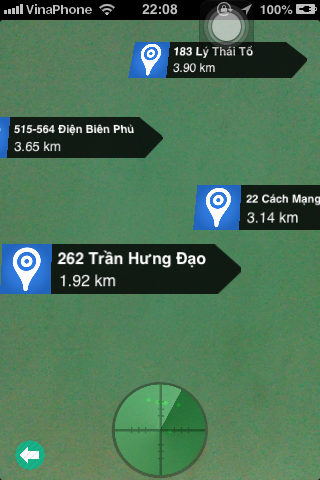 VinaPhone 22:08 100%
183 Lý Thái Tổ
3.90 km
515-564 Điện Biên Phủ
3.65 km
22 Cách Mạng
3.14 km
262 Trần Hưng Đạo
1.92 km